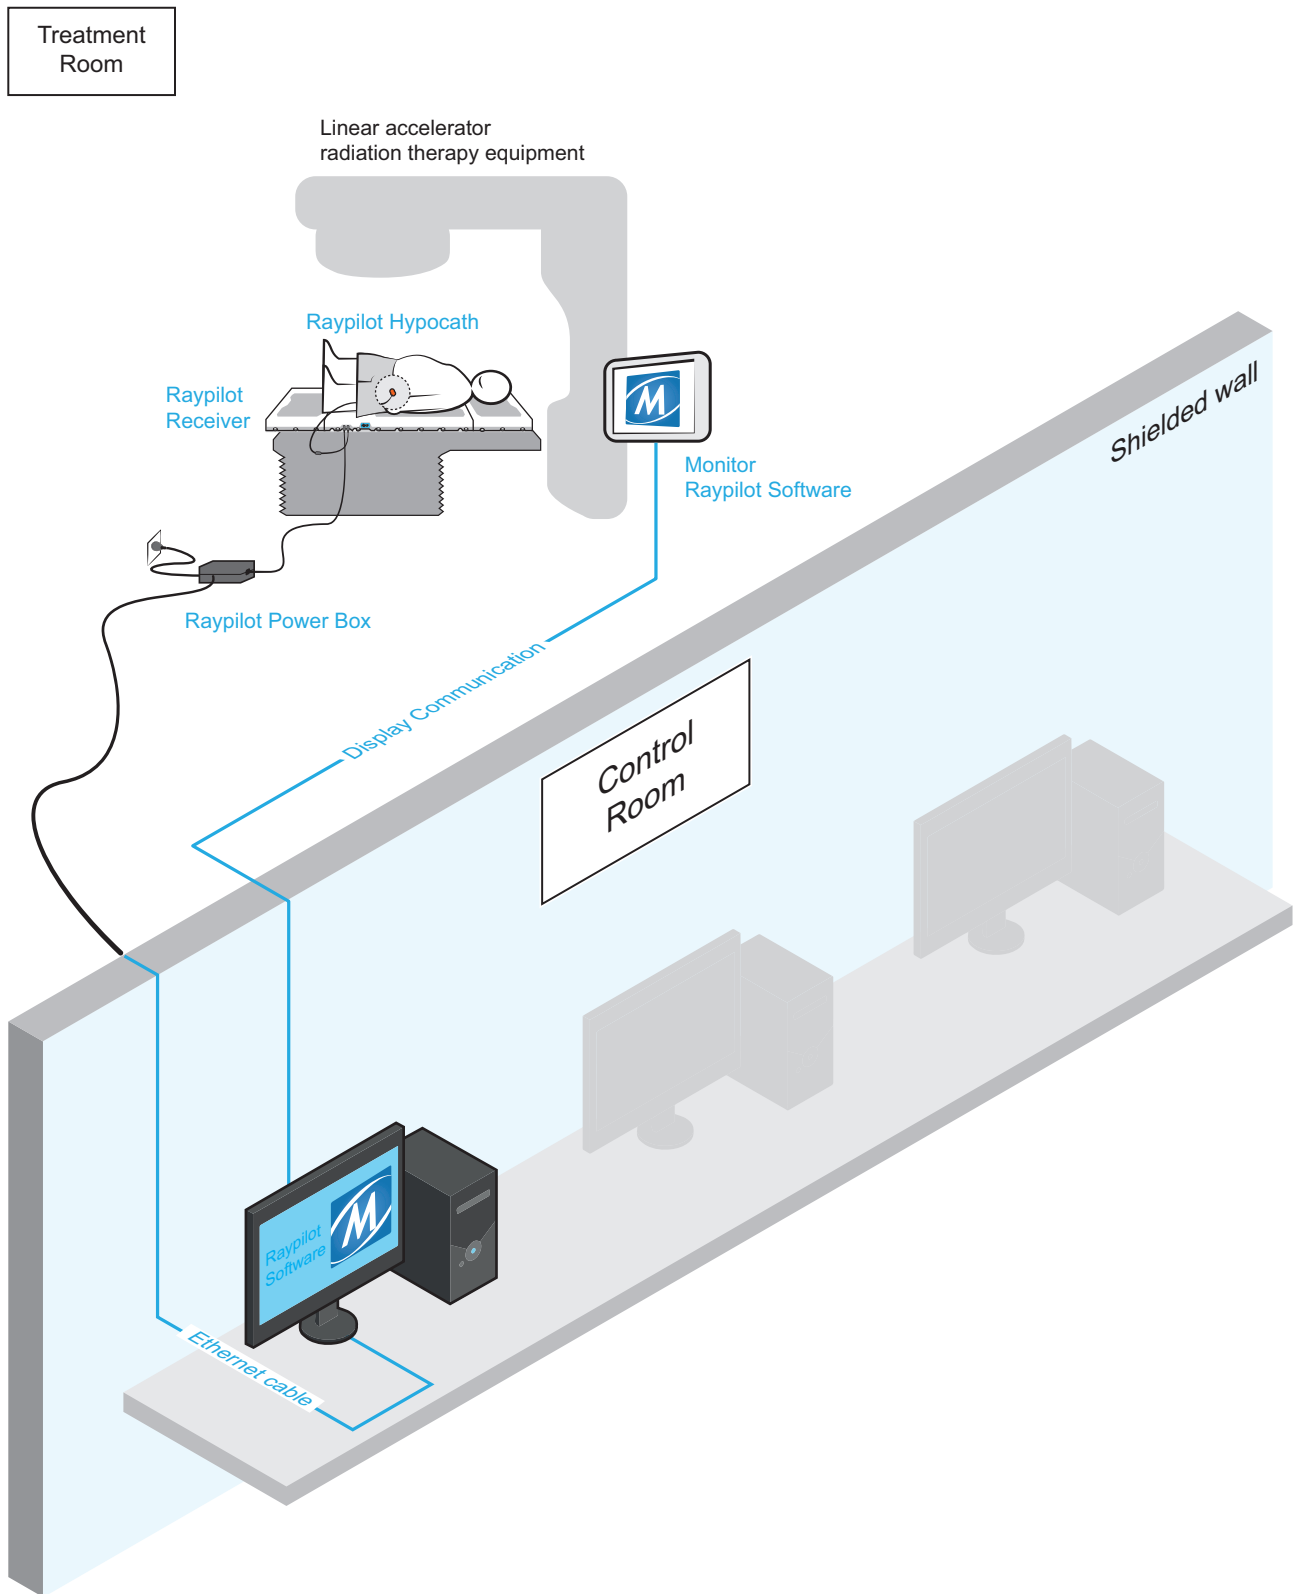 Treatment
Room
Linear accelerator
radiation therapy equipment
Raypilot Hypocath
Raypilot
Receiver
M
Monitor
Raypilot Software
Shielded wall
Raypilot Power Box
Display Communication
Control
Room
Raypilot
Software
M
Ethernet cable